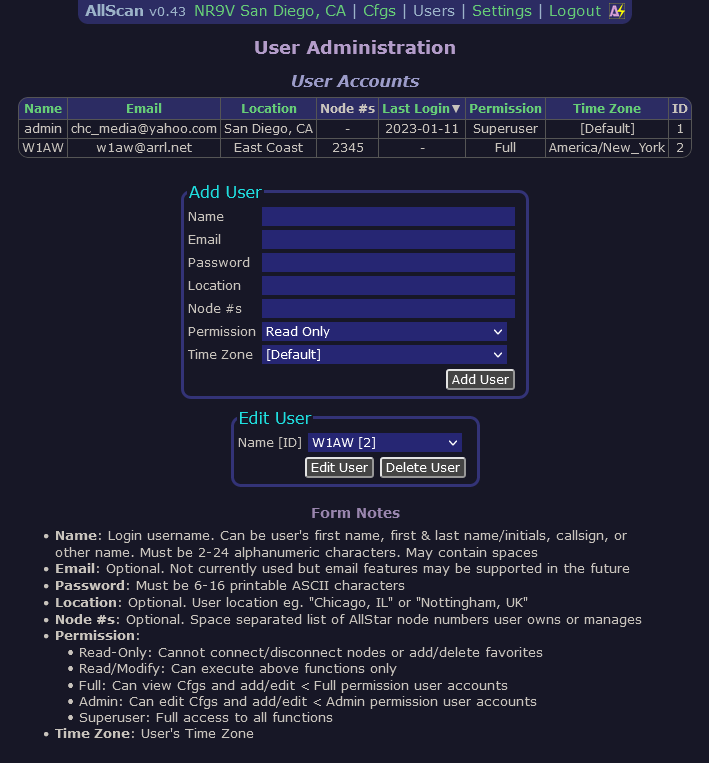 AllScan v0.43 NR9V San Diego, CA | Cfgs | Users | Settings | Logout
User Administration
User Accounts
Name Email Location Node #s Last Login▼ Permission Time Zone ID
admin chc_media@yahoo.com San Diego, CA - 2023-01-11 Superuser [Default] 1
W1AW w1aw@arrl.net East Coast 2345 - Full America/New_York 2
Add User
Name
Email
Password
Location
Node #s
Permission Read Only
Time Zone [Default]
Add User
Edit User
Name [ID] W1AW [2]
Edit User Delete User
Form Notes
• Name: Login username. Can be user's first name, first & last name/initials, callsign, or
other name. Must be 2-24 alphanumeric characters. May contain spaces
• Email: Optional. Not currently used but email features may be supported in the future
• Password: Must be 6-16 printable ASCII characters
• Location: Optional. User location eg. "Chicago, IL" or "Nottingham, UK"
• Node #s: Optional. Space separated list of AllStar node numbers user owns or manages
• Permission:
• Read-Only: Cannot connect/disconnect nodes or add/delete favorites
• Read/Modify: Can execute above functions only
• Full: Can view Cfgs and add/edit < Full permission user accounts
• Admin: Can edit Cfgs and add/edit < Admin permission user accounts
• Superuser: Full access to all functions
• Time Zone: User's Time Zone